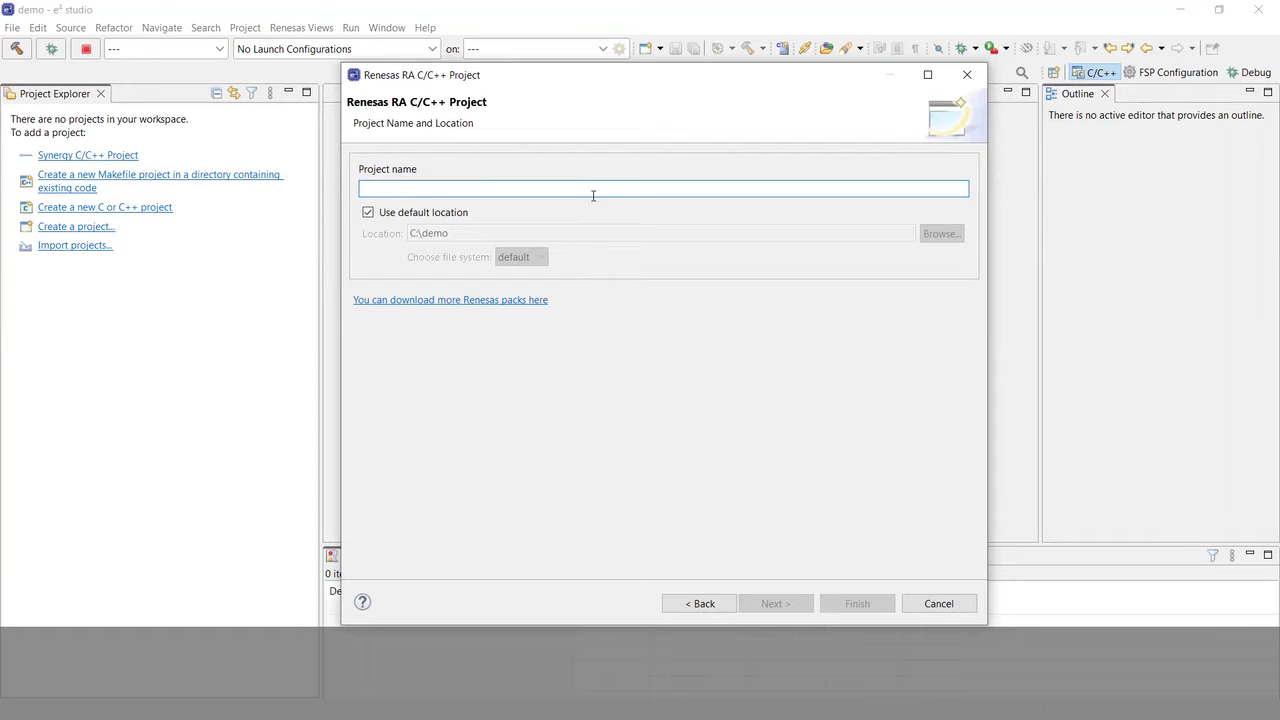 demo - e² studio
File Edit Source Refactor Navigate Search Project Renesas Views Run Window Help
--- No Launch Configurations on: ---
C/C++ FSP Configuration Debug
Project Explorer
There are no projects in your workspace.
To add a project:
Synergy C/C++ Project
Create a new Makefile project in a directory containing
existing code
Create a new C or C++ project
Create a project...
Import projects...
Renesas RA C/C++ Project
Renesas RA C/C++ Project
Project Name and Location
Project name
Use default location
Location: C:\demo Browse...
Choose file system: default
You can download more Renesas packs here
< Back Next > Finish Cancel
Outline
There is no active editor that provides an outline.
0 ite
De